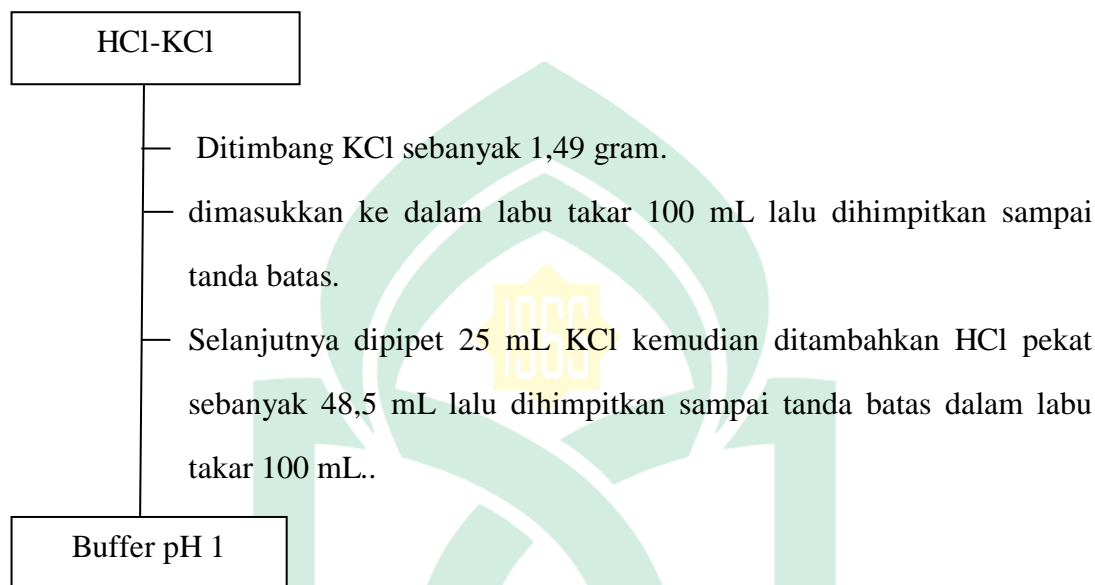 HCl-KCl
Ditimbang KCl sebanyak 1,49 gram.
dimasukkan ke dalam labu takar 100 mL lalu dihimpitkan sampai
tanda batas.
1965
Selanjutnya dipipet 25 mL KCl kemudian ditambahkan HCl pekat
sebanyak 48,5 mL lalu dihimpitkan sampai tanda batas dalam labu
takar 100 mL..
Buffer pH 1